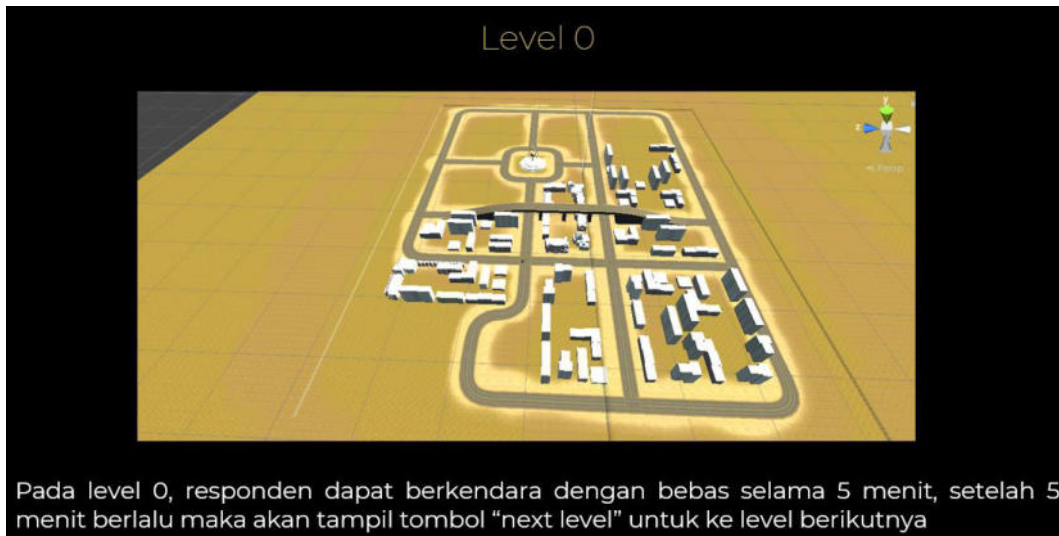 Level 0
y
z
Persp
Pada level 0, responden dapat berkendara dengan bebas selama 5 menit, setelah 5
menit berlalu maka akan tampil tombol “next level” untuk ke level berikutnya